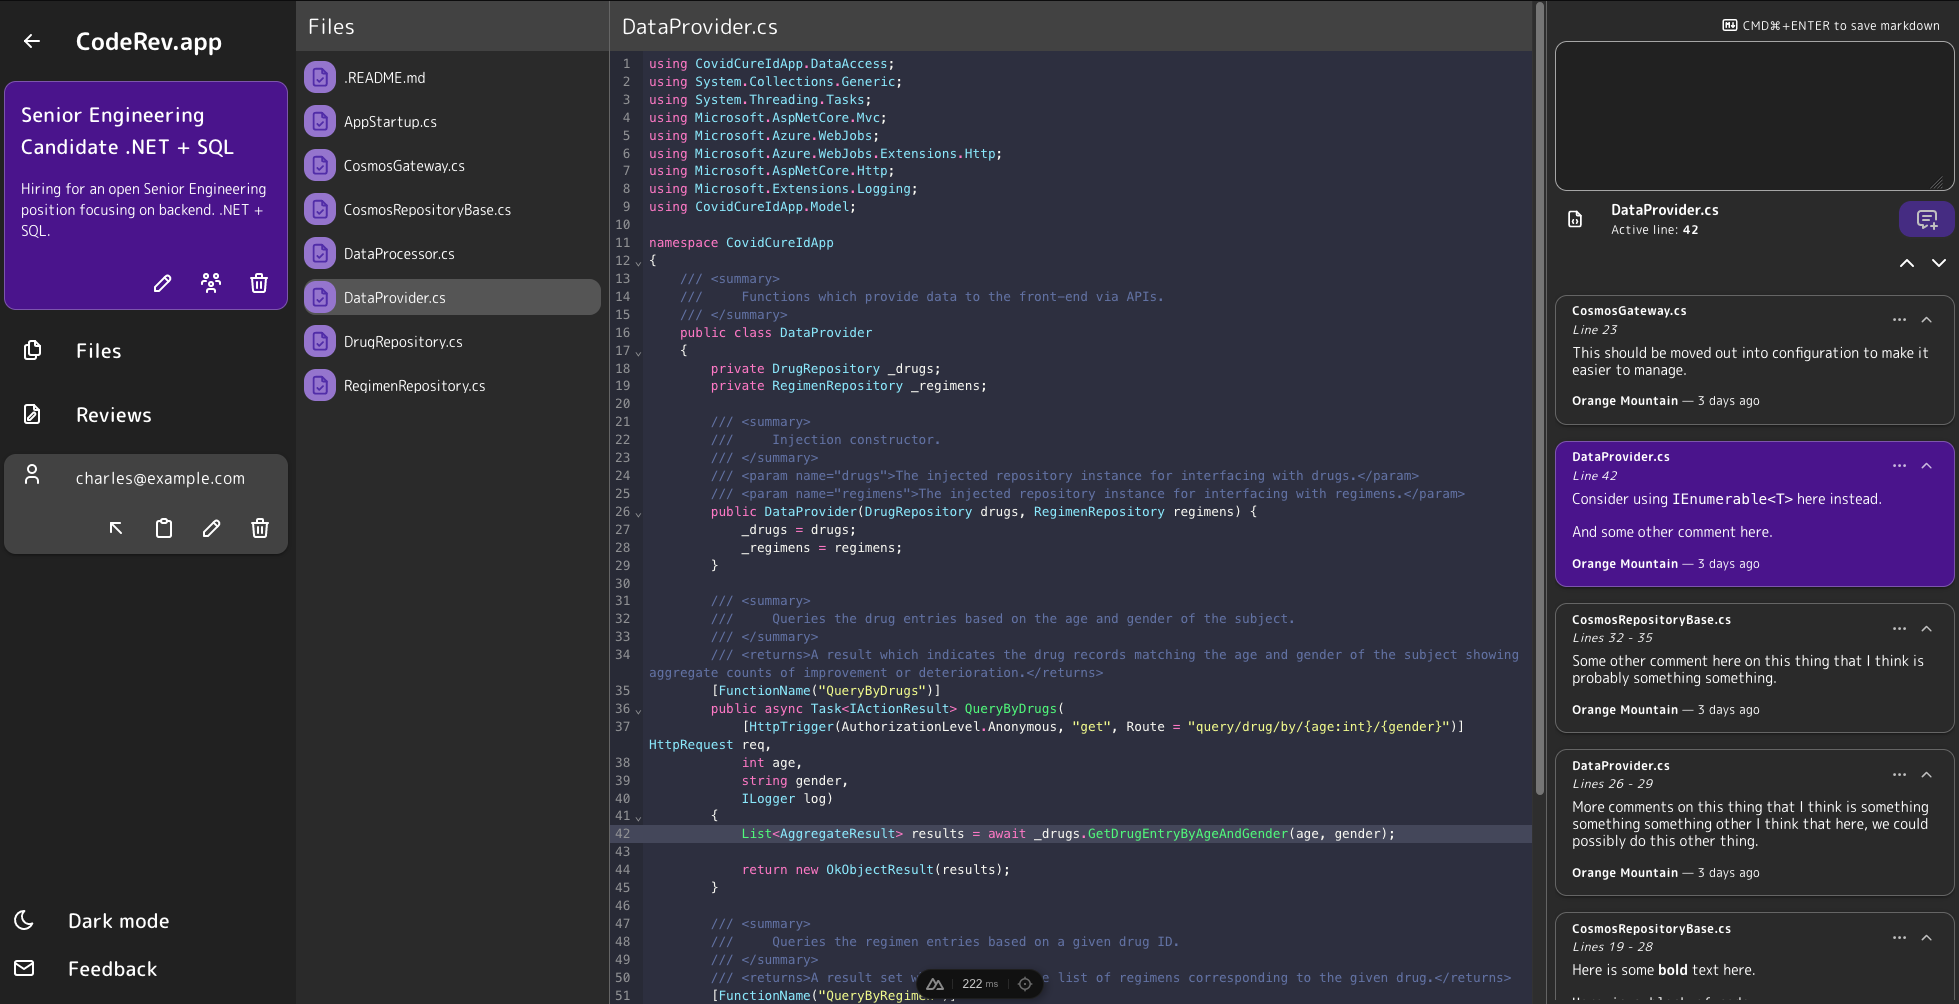 CodeRev.app
Senior Engineering
Candidate .NET + SQL
Hiring for an open Senior Engineering
position focusing on backend. .NET +
SQL.
Files
Reviews
charles@example.com
Dark mode
Feedback
Files
.README.md
AppStartup.cs
CosmosGateway.cs
CosmosRepositoryBase.cs
DataProcessor.cs
DataProvider.cs
DrugRepository.cs
RegimenRepository.cs
DataProvider.cs
1 using CovidCureIdApp.DataAccess;
2 using System.Collections.Generic;
3 using System.Threading.Tasks;
4 using Microsoft.AspNetCore.Mvc;
5 using Microsoft.Azure.WebJobs;
6 using Microsoft.Azure.WebJobs.Extensions.Http;
7 using Microsoft.AspNetCore.Http;
8 using Microsoft.Extensions.Logging;
9 using CovidCureIdApp.Model;
10
11 namespace CovidCureIdApp
12 {
13 /// <summary>
14 /// Functions which provide data to the front-end via APIs.
15 /// </summary>
16 public class DataProvider
17 {
18 private DrugRepository _drugs;
19 private RegimenRepository _regimens;
20
21 /// <summary>
22 /// Injection constructor.
23 /// </summary>
24 /// <param name="drugs">The injected repository instance for interfacing with drugs.</param>
25 /// <param name="regimens">The injected repository instance for interfacing with regimens.</param>
26 public DataProvider(DrugRepository drugs, RegimenRepository regimens) {
27 _drugs = drugs;
28 _regimens = regimens;
29 }
30
31 /// <summary>
32 /// Queries the drug entries based on the age and gender of the subject.
33 /// </summary>
34 /// <returns>A result which indicates the drug records matching the age and gender of the subject showing
aggregate counts of improvement or deterioration.</returns>
35 [FunctionName("QueryByDrugs")]
36 public async Task<IActionResult> QueryByDrugs(
37 [HttpTrigger(AuthorizationLevel.Anonymous, "get", Route = "query/drug/by/{age:int}/{gender}")]
HttpRequest req,
38 int age,
39 string gender,
40 ILogger log)
41 {
42 List<AggregateResult> results = await _drugs.GetDrugEntryByAgeAndGender(age, gender);
43
44 return new OkObjectResult(results);
45 }
46
47 /// <summary>
48 /// Queries the regimen entries based on a given drug ID.
49 /// </summary>
50 /// <returns>A result set list of regimens corresponding to the given drug.</returns>
51 [FunctionName("QueryByRegimen
222 ms
CMD⌘+ENTER to save markdown
DataProvider.cs
Active line: 42
CosmosGateway.cs
Line 23
This should be moved out into configuration to make it
easier to manage.
Orange Mountain — 3 days ago
DataProvider.cs
Line 42
Consider using IEnumerable<T> here instead.
And some other comment here.
Orange Mountain — 3 days ago
CosmosRepositoryBase.cs
Lines 32 - 35
Some other comment here on this thing that I think is
probably something something.
Orange Mountain — 3 days ago
DataProvider.cs
Lines 26 - 29
More comments on this thing that I think is something
something something other I think that here, we could
possibly do this other thing.
Orange Mountain — 3 days ago
CosmosRepositoryBase.cs
Lines 19 - 28
Here is some bold text here.